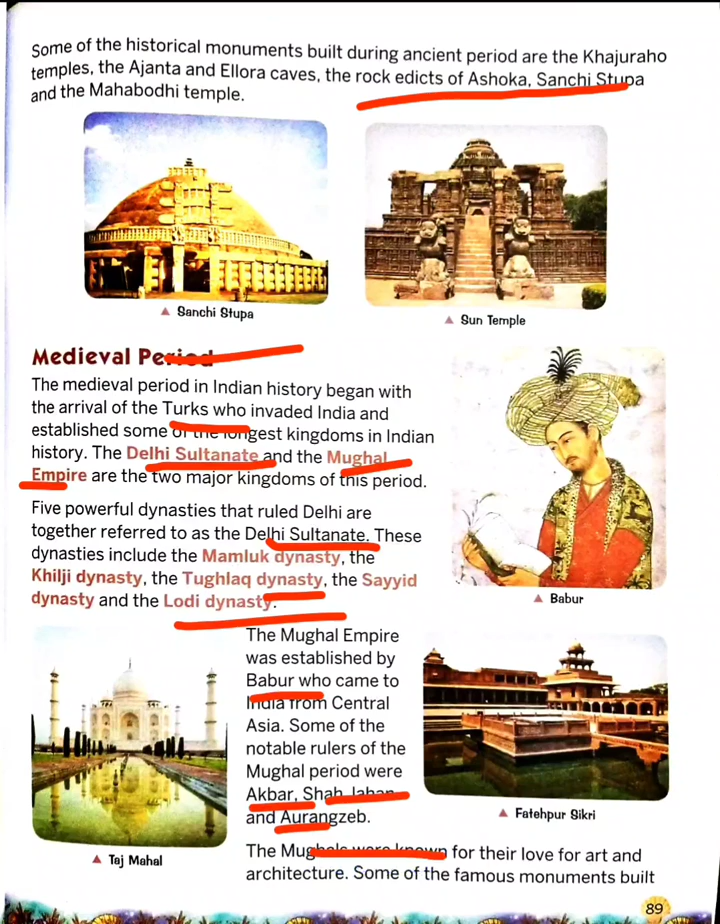 Some of the historical monuments built during ancient period are the Khajuraho
temples, the Ajanta and Ellora caves, the rock edicts of Ashoka, Sanchi Stupa
and the Mahabodhi temple.
▲ Sanchi Stupa
▲ Sun Temple
Medieval Period
The medieval period in Indian history began with
the arrival of the Turks who invaded India and
established some of the longest kingdoms in Indian
history. The Delhi Sultanate and the Mughal
Empire are the two major kingdoms of this period.
Five powerful dynasties that ruled Delhi are
together referred to as the Delhi Sultanate. These
dynasties include the Mamluk dynasty, the
Khilji dynasty, the Tughlaq dynasty, the Sayyid
dynasty and the Lodi dynasty.
▲ Babur
The Mughal Empire
was established by
Babur who came to
India from Central
Asia. Some of the
notable rulers of the
Mughal period were
Akbar, Shah Jahan
and Aurangzeb.
▲ Taj Mahal
▲ Fatehpur Sikri
The Mughals were known for their love for art and
architecture. Some of the famous monuments built
89